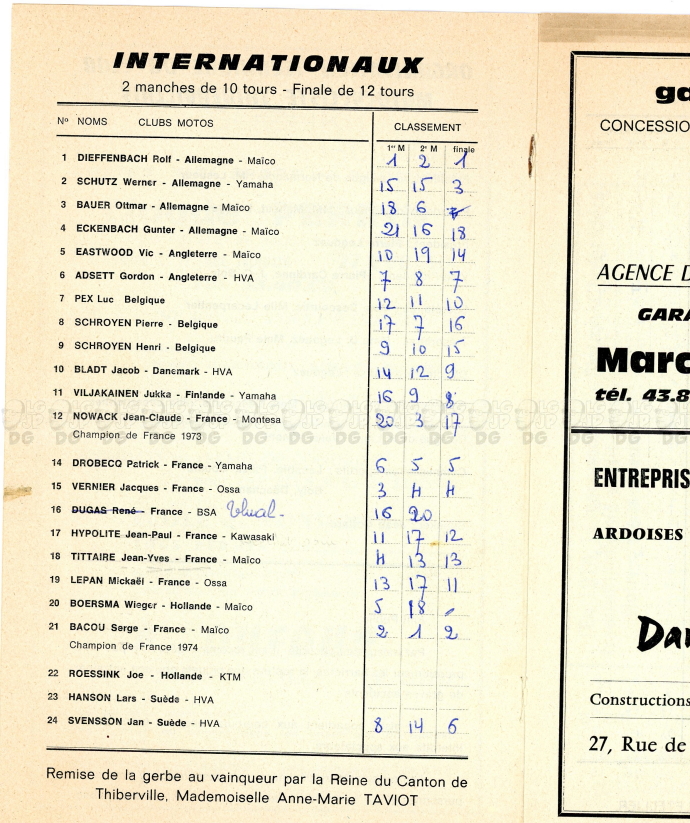 INTERNATIONAUX
2 manches de 10 tours - Finale de 12 tours
Nº NOMS CLUBS MOTOS CLASSEMENT
1er M 2e M finale
1 DIEFFENBACH Rolf - Allemagne - Maïco 1 2 1
2 SCHUTZ Werner - Allemagne - Yamaha 15 15 3
3 BAUER Ottmar - Allemagne - Maïco 18 6
4 ECKENBACH Gunter - Allemagne - Maïco 21 16 18
5 EASTWOOD Vic - Angleterre - Maïco 10 19 14
6 ADSETT Gordon - Angleterre - HVA 7 8 7
7 PEX Luc Belgique 12 11 10
8 SCHROYEN Pierre - Belgique 17 7 16
9 SCHROYEN Henri - Belgique 9 10 15
10 BLADT Jacob - Danemark - HVA 14 12 9
11 VILJAKAINEN Jukka - Finlande - Yamaha 16 9 8
12 NOWACK Jean-Claude - France - Montesa 20 3 17
Champion de France 1973
14 DROBECQ Patrick - France - Yamaha 6 5 5
15 VERNIER Jacques - France - Ossa 3 4 4
16 DUGAS René - France - BSA 16 20
17 HYPOLITE Jean-Paul - France - Kawasaki 11 17 12
18 TITTAIRE Jean-Yves - France - Maïco 4 13 13
19 LEPAN Mickaël - France - Ossa 13 17 11
20 BOERSMA Wieger - Hollande - Maïco 5 18
21 BACOU Serge - France - Maïco 2 1 2
Champion de France 1974
22 ROESSINK Joe - Hollande - KTM
23 HANSON Lars - Suède - HVA
24 SVENSSON Jan - Suède - HVA 8 14 6
Remise de la gerbe au vainqueur par la Reine du Canton de
Thiberville, Mademoiselle Anne-Marie TAVIOT
ga
CONCESSIO
AGENCE D
GARA
Marc
tél. 43.8
ENTREPRIS
ARDOISES
Dan
Constructions
27, Rue de
DG